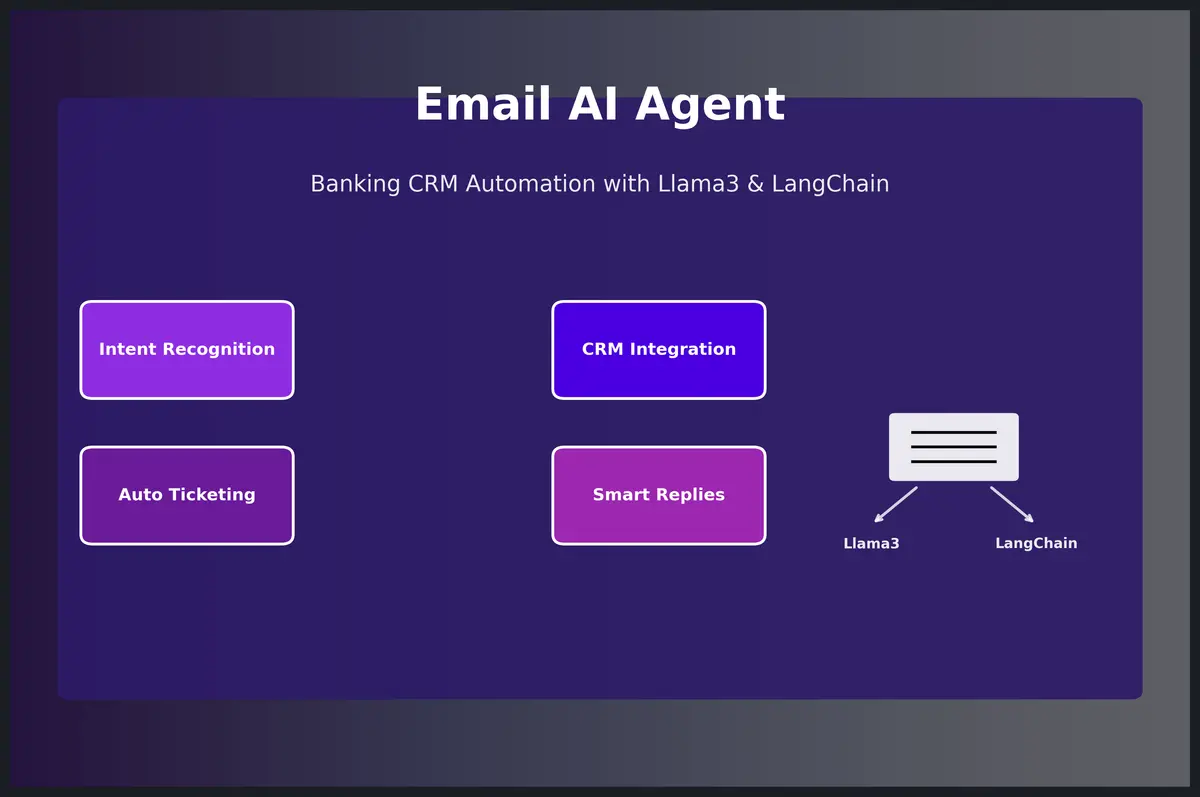 Email AI Agent
Banking CRM Automation with Llama3 & LangChain
Intent Recognition
CRM Integration
Auto Ticketing
Smart Replies
Llama3
LangChain